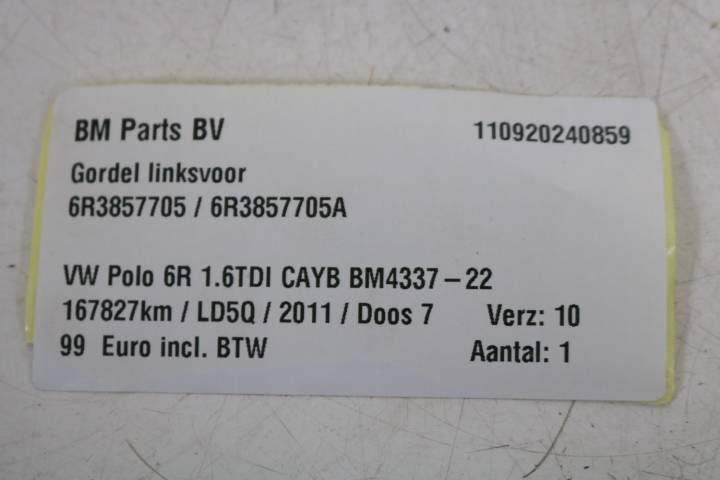 BM Parts BV 110920240859
Gordel linksvoor
6R3857705 / 6R3857705A
VW Polo 6R 1.6TDI CAYB BM4337-22
167827km / LD5Q / 2011 / Doos 7 Verz: 10
99 Euro incl. BTW Aantal: 1